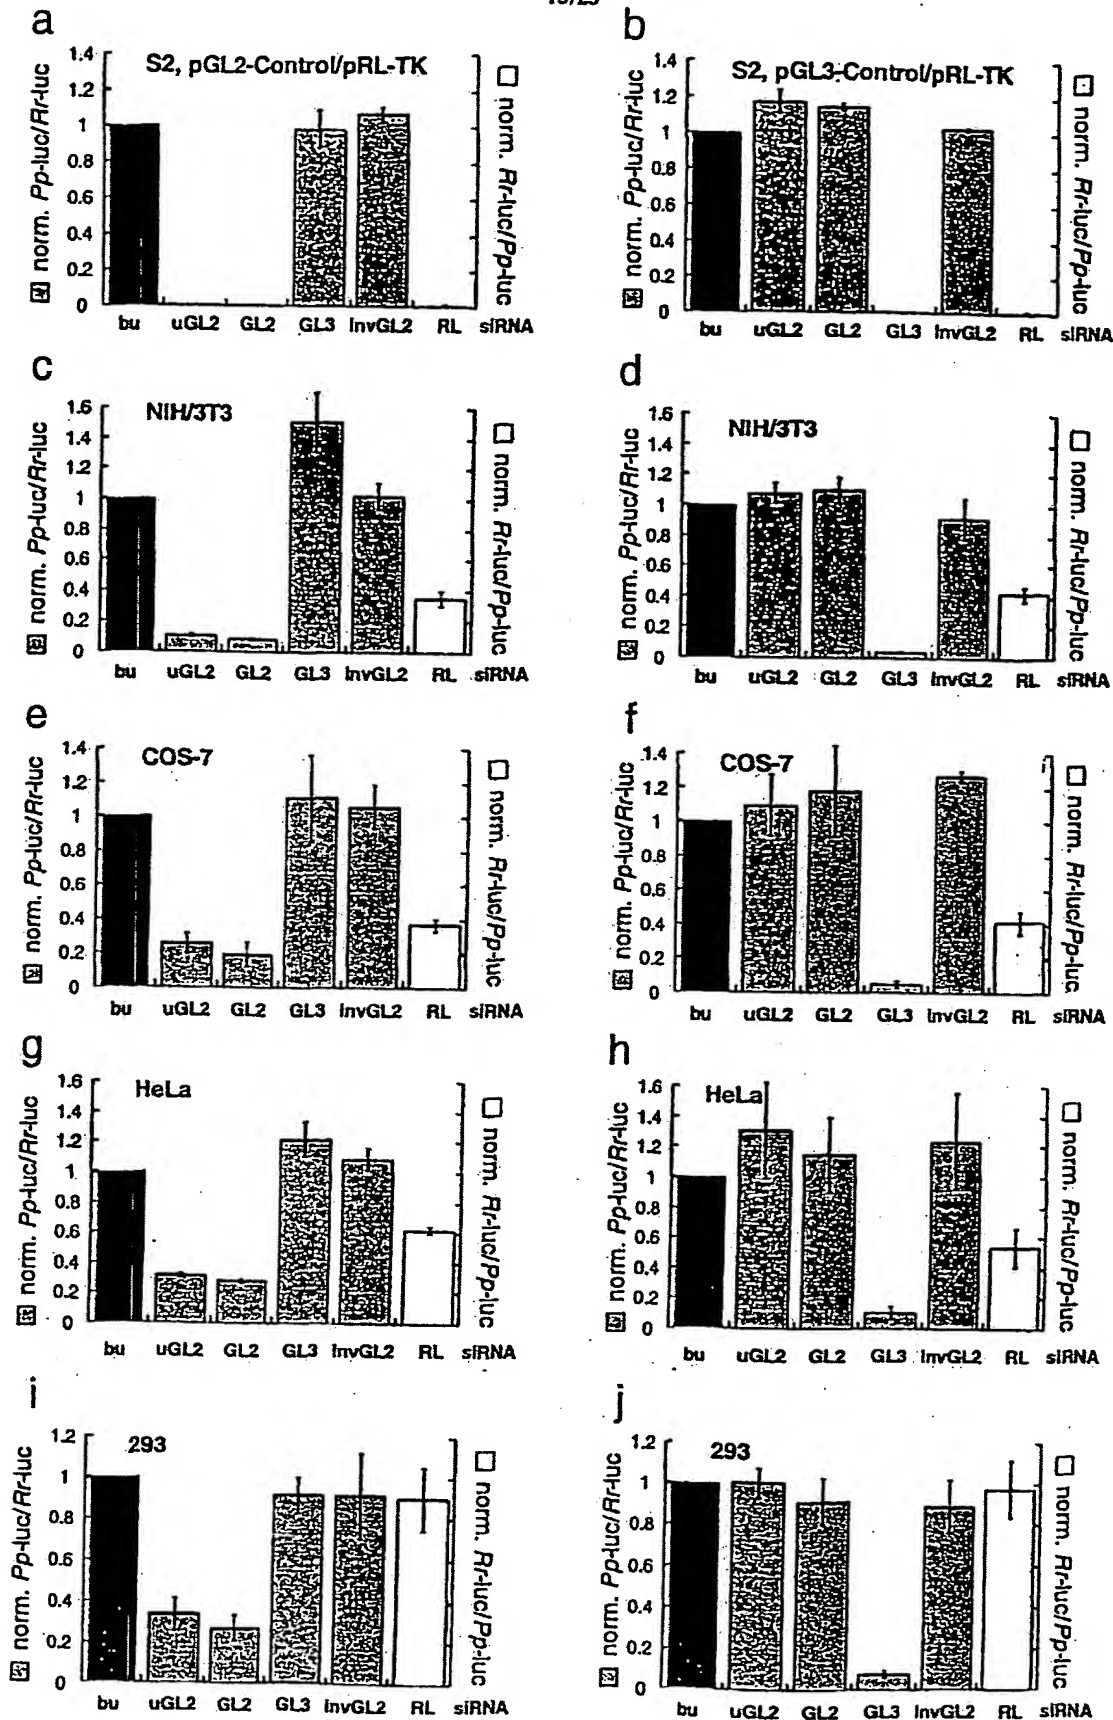 a
S2, pGL2-Control/pRL-TK
norm. Pp-luc/Rr-luc
1.4
1.2
1
0.8
0.6
0.4
0.2
0
norm. Rr-luc/Pp-luc
bu uGL2 GL2 GL3 InvGL2 RL siRNA
b
S2, pGL3-Control/pRL-TK
norm. Pp-luc/Rr-luc
1.4
1.2
1
0.8
0.6
0.4
0.2
0
norm. Rr-luc/Pp-luc
bu uGL2 GL2 GL3 InvGL2 RL siRNA
c
NIH/3T3
norm. Pp-luc/Rr-luc
1.6
1.4
1.2
1
0.8
0.6
0.4
0.2
0
norm. Rr-luc/Pp-luc
bu uGL2 GL2 GL3 InvGL2 RL siRNA
d
NIH/3T3
norm. Pp-luc/Rr-luc
1.6
1.4
1.2
1
0.8
0.6
0.4
0.2
0
norm. Rr-luc/Pp-luc
bu uGL2 GL2 GL3 InvGL2 RL siRNA
e
COS-7
norm. Pp-luc/Rr-luc
1.4
1.2
1
0.8
0.6
0.4
0.2
0
norm. Rr-luc/Pp-luc
bu uGL2 GL2 GL3 InvGL2 RL siRNA
f
COS-7
norm. Pp-luc/Rr-luc
1.4
1.2
1
0.8
0.6
0.4
0.2
0
norm. Rr-luc/Pp-luc
bu uGL2 GL2 GL3 InvGL2 RL siRNA
g
HeLa
norm. Pp-luc/Rr-luc
1.6
1.4
1.2
1
0.8
0.6
0.4
0.2
0
norm. Rr-luc/Pp-luc
bu uGL2 GL2 GL3 InvGL2 RL siRNA
h
HeLa
norm. Pp-luc/Rr-luc
1.6
1.4
1.2
1
0.8
0.6
0.4
0.2
0
norm. Rr-luc/Pp-luc
bu uGL2 GL2 GL3 InvGL2 RL siRNA
i
293
norm. Pp-luc/Rr-luc
1.2
1
0.8
0.6
0.4
0.2
0
norm. Rr-luc/Pp-luc
bu uGL2 GL2 GL3 InvGL2 RL siRNA
j
293
norm. Pp-luc/Rr-luc
1.2
1
0.8
0.6
0.4
0.2
0
norm. Rr-luc/Pp-luc
bu uGL2 GL2 GL3 InvGL2 RL siRNA